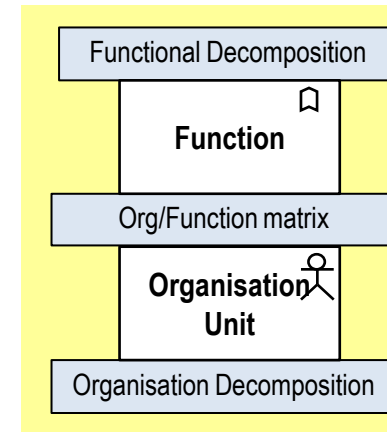 Functional Decomposition
Function
Org/Function matrix
Organisation
Unit
Organisation Decomposition